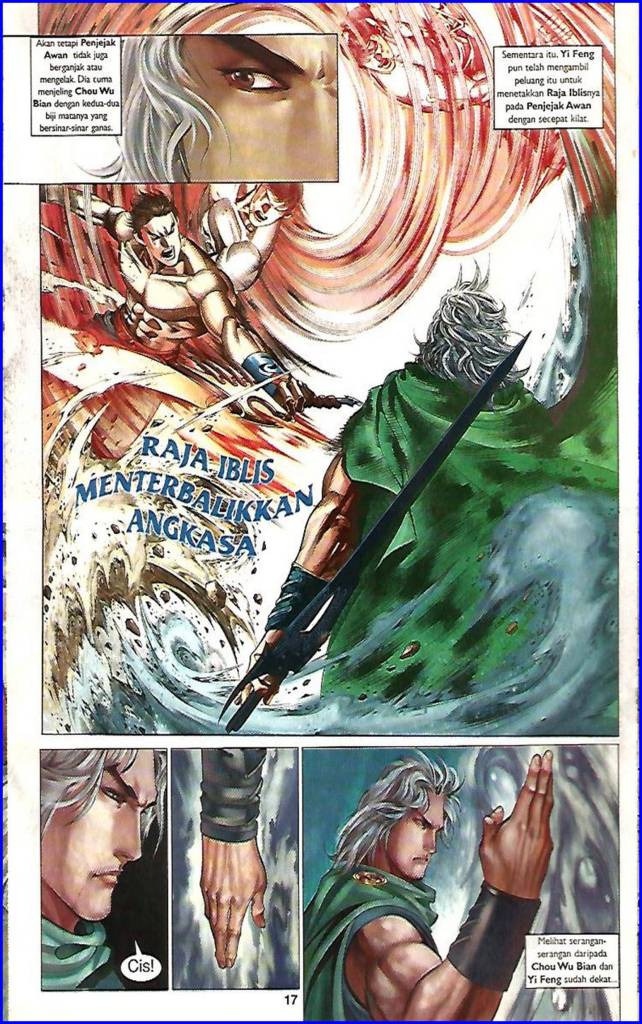 Akan tetapi Penjejak
Awan tidak juga
berganjak atau
mengelak. Dia cuma
menjeling Chou Wu
Bian dengan kedua-dua
biji matanya yang
bersinar-sinar ganas.
Sementara itu, Yi Feng
pun telah mengambil
peluang itu untuk
menetakkan Raja Iblisnya
pada Penjejak Awan
dengan secepat kilat.
RAJA IBLIS
MENTERBALIKKAN
ANGKASA
Cis!
Melihat serangan-
serangan daripada
Chou Wu Bian dan
Yi Feng sudah dekat...
17